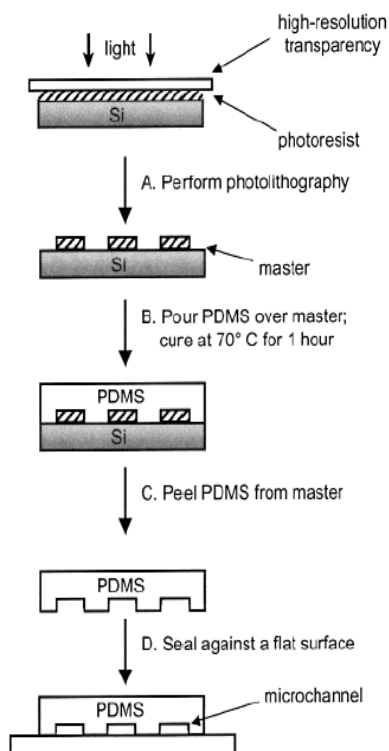 high-resolution
transparency
light
Si
photoresist
A. Perform photolithography
Si
master
B. Pour PDMS over master;
cure at 70° C for 1 hour
PDMS
Si
C. Peel PDMS from master
PDMS
D. Seal against a flat surface
microchannel
PDMS